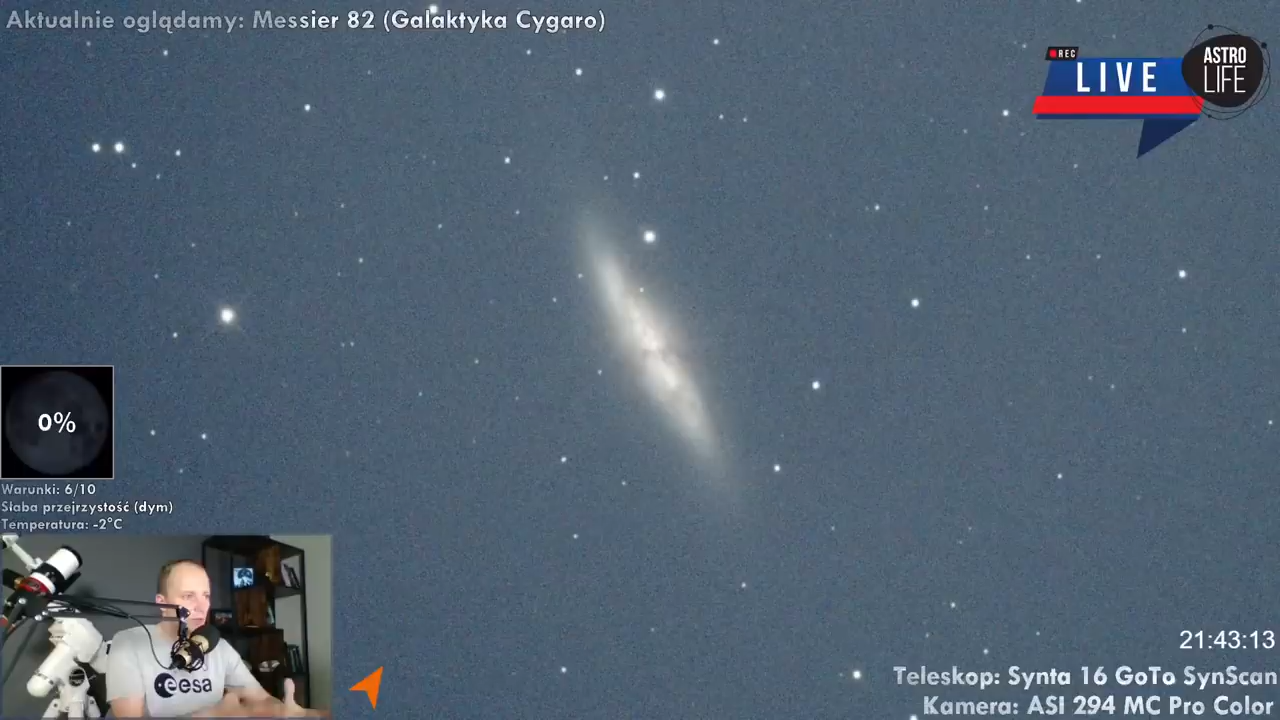 Aktualnie oglądamy: Messier 82 (Galaktyka Cygaro)
REC
LIVE
ASTRO
LIFE
0%
Warunki: 6/10
Słaba przejrzystość (dym)
Temperatura: -2°C
esa
21:43:13
Teleskop: Synta 16 GoTo SynScan
Kamera: ASI 294 MC Pro Color